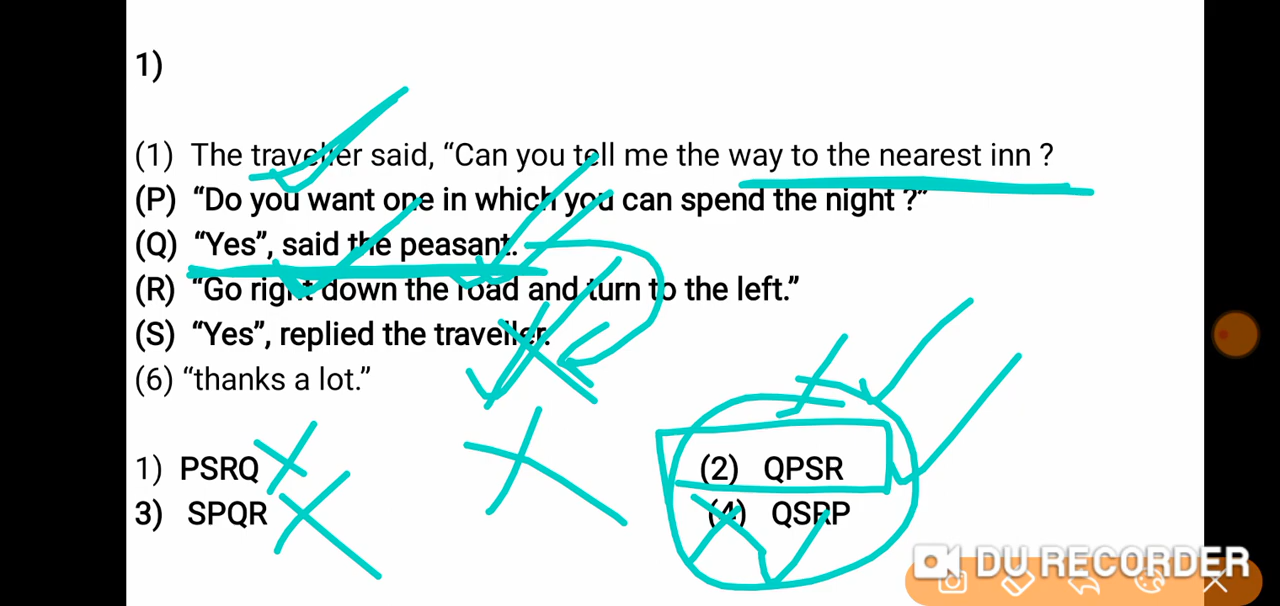 1)
(1) The traveller said, “Can you tell me the way to the nearest inn ?
(P) “Do you want one in which you can spend the night ?”
(Q) “Yes”, said the peasant.
(R) “Go right down the road and turn to the left.”
(S) “Yes”, replied the traveller.
(6) “thanks a lot.”
1) PSRQ (2) QPSR
3) SPQR (4) QSRP
DU RECORDER